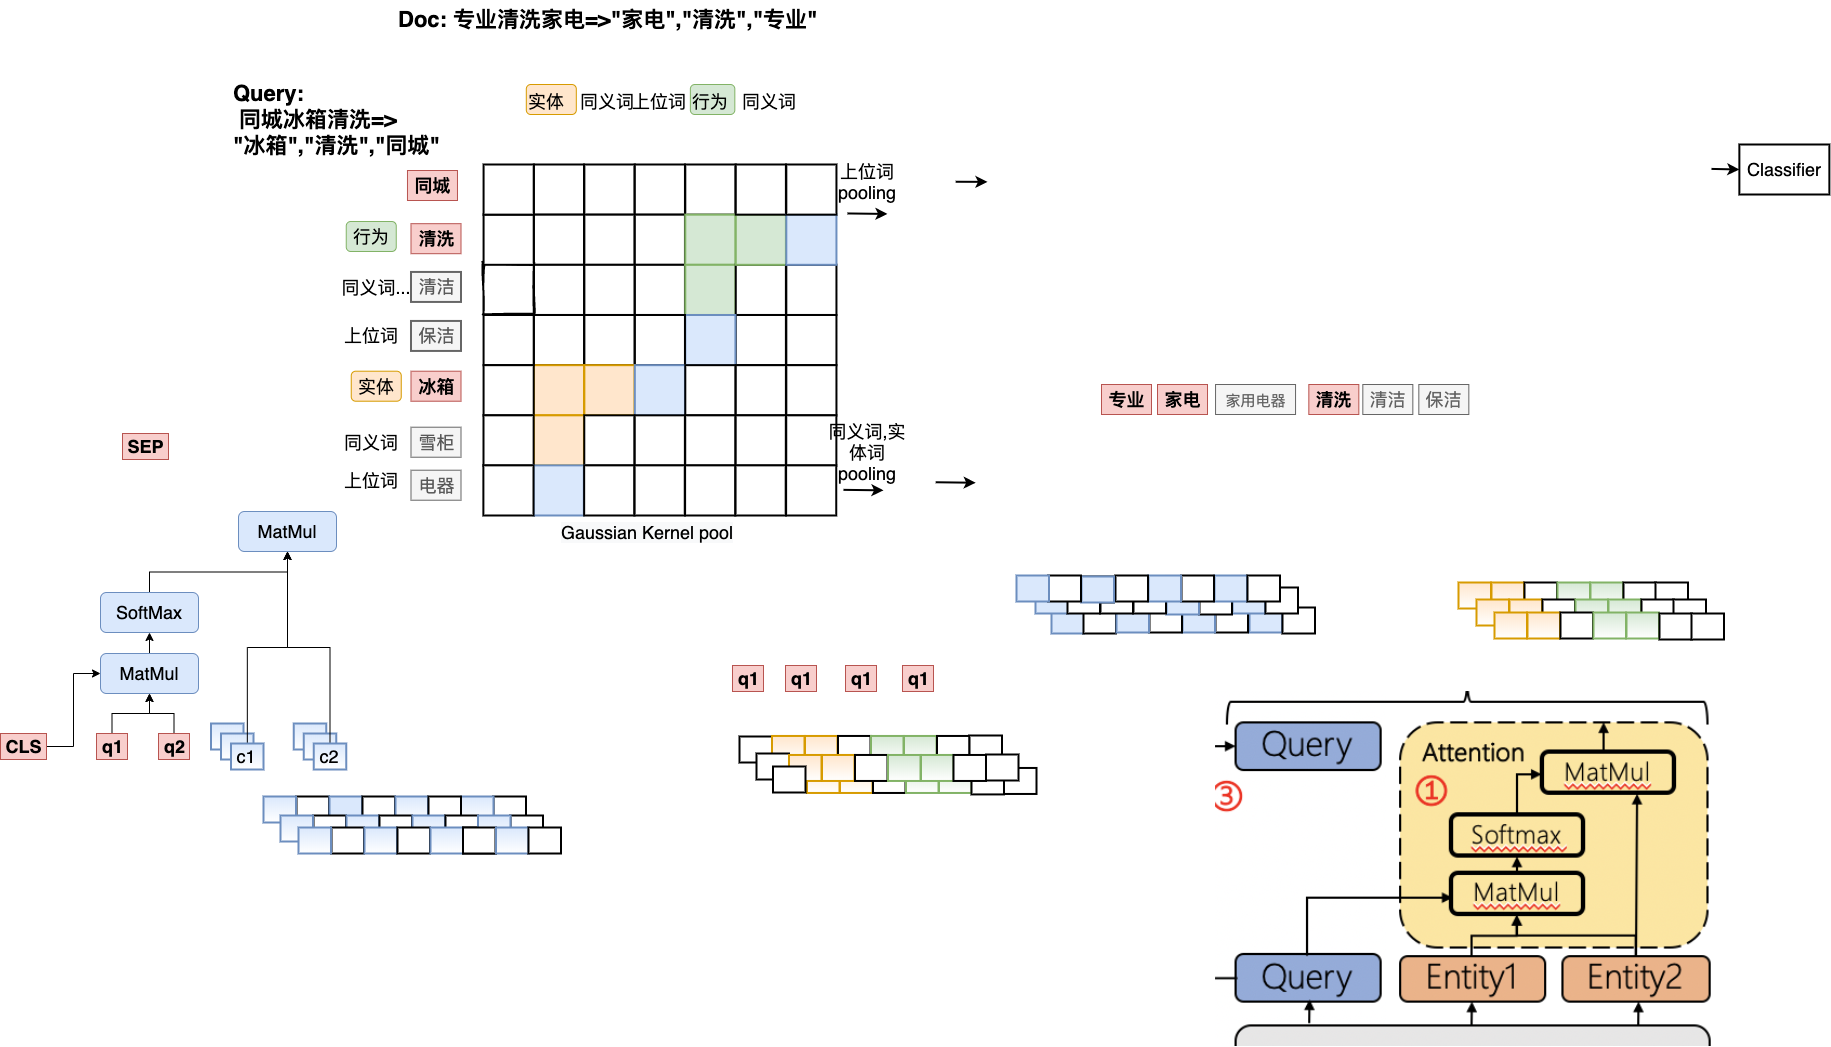 Doc: 专业清洗家电=>"家电","清洗","专业"
Query:
同城冰箱清洗=>
"冰箱","清洗","同城"
实体 同义词上位词 行为 同义词
同城
行为 清洗
同义词... 清洁
上位词 保洁
实体 冰箱
同义词 雪柜
上位词 电器
上位词
pooling
同义词,实
体词
pooling
Gaussian Kernel pool
Classifier
专业 家电 家用电器 清洗 清洁 保洁
SEP
MatMul
SoftMax
MatMul
CLS q1 q2 c1 c2
q1 q1 q1 q1
Query
③
Attention
①
MatMul
Softmax
MatMul
Query Entity1 Entity2